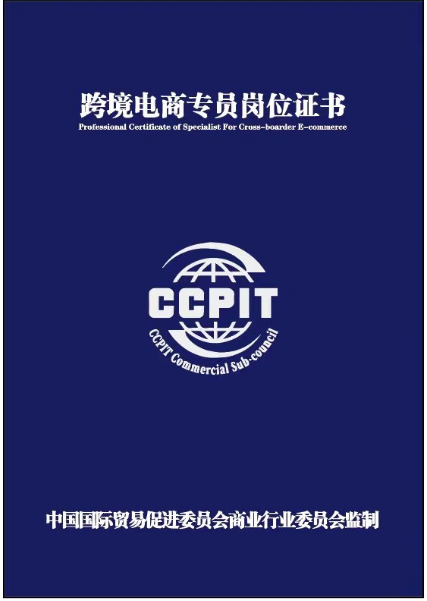 跨境电商专员岗位证书
Professional Certificate of Specialist For Cross-boarder E-commerce
CCPIT
CCPIT Commercial Sub-council
中国国际贸易促进委员会商业行业委员会监制